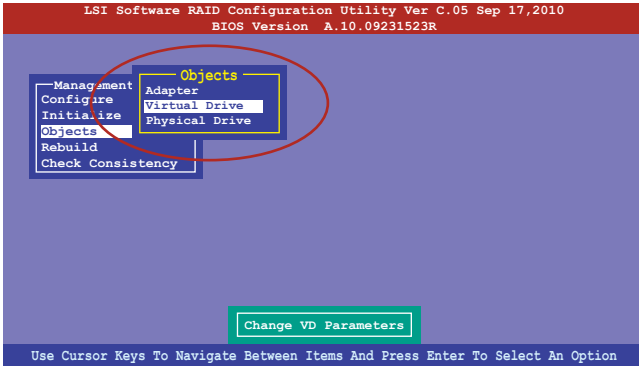 LSI Software RAID Configuration Utility Ver C.05 Sep 17,2010
BIOS Version A.10.09231523R
Management
Configure
Initialize
Objects
Rebuild
Check Consistency
Objects
Adapter
Virtual Drive
Physical Drive
Change VD Parameters
Use Cursor Keys To Navigate Between Items And Press Enter To Select An Option